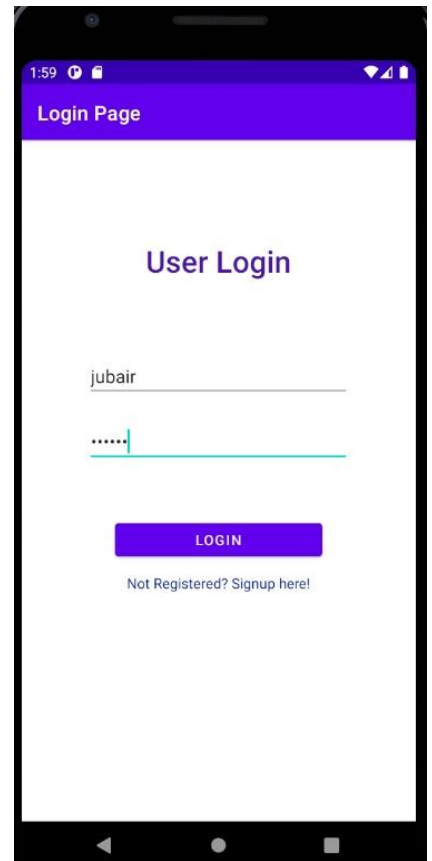 1:59
Login Page
User Login
jubair
••••••
LOGIN
Not Registered? Signup here!